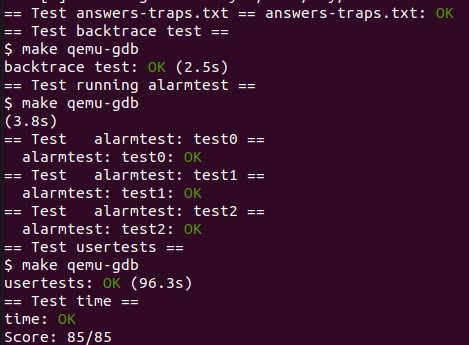 == Test answers-traps.txt == answers-traps.txt: OK
== Test backtrace test ==
$ make qemu-gdb
backtrace test: OK (2.5s)
== Test running alarmtest ==
$ make qemu-gdb
(3.8s)
== Test   alarmtest: test0 ==
  alarmtest: test0: OK
== Test   alarmtest: test1 ==
  alarmtest: test1: OK
== Test   alarmtest: test2 ==
  alarmtest: test2: OK
== Test usertests ==
$ make qemu-gdb
usertests: OK (96.3s)
== Test time ==
time: OK
Score: 85/85